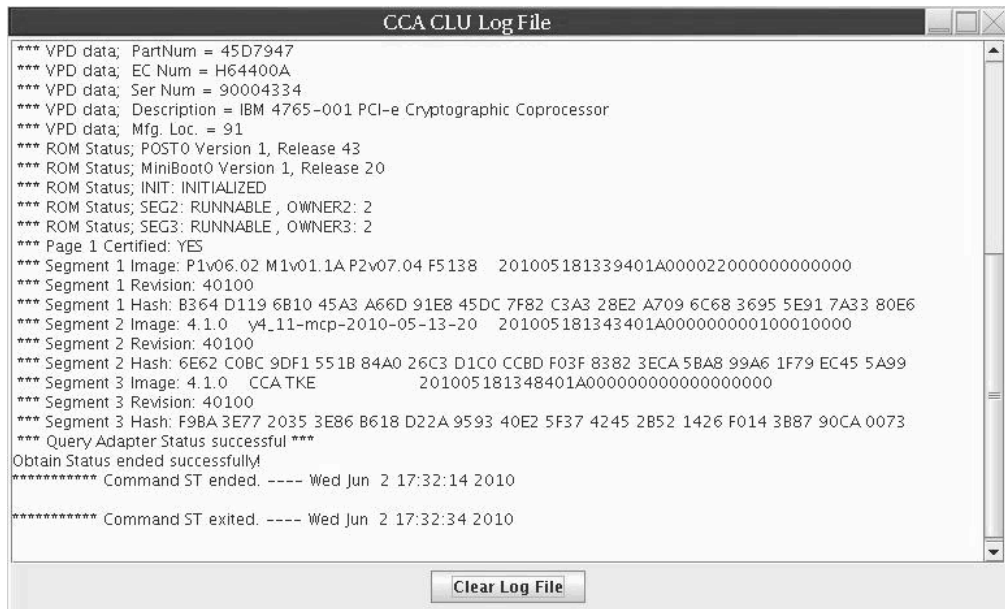 CCA CLU Log File
*** VPD data;  PartNum = 45D7947
*** VPD data;  EC Num = H64400A
*** VPD data;  Ser Num = 90004334
*** VPD data;  Description = IBM 4765-001 PCI-e Cryptographic Coprocessor
*** VPD data;  Mfg. Loc. = 91
*** ROM Status; POST0 Version 1, Release 43
*** ROM Status; MiniBoot0 Version 1, Release 20
*** ROM Status; INIT: INITIALIZED
*** ROM Status; SEG2: RUNNABLE , OWNER2: 2
*** ROM Status; SEG3: RUNNABLE , OWNER3: 2
*** Page 1 Certified: YES
*** Segment 1 Image: P1v06.02 M1v01.1A P2v07.04 F5138    201005181339401A000022000000000000
*** Segment 1 Revision: 40100
*** Segment 1 Hash: B364 D119 6B10 45A3 A66D 91E8 45DC 7F82 C3A3 28E2 A709 6C68 3695 5E91 7A33 80E6
*** Segment 2 Image: 4.1.0    y4_11-mcp-2010-05-13-20    201005181343401A000000000100010000
*** Segment 2 Revision: 40100
*** Segment 2 Hash: 6E62 C0BC 9DF1 551B 84A0 26C3 D1C0 CCBD F03F 8382 3ECA 5BA8 99A6 1F79 EC45 5A99
*** Segment 3 Image: 4.1.0    CCA TKE    201005181348401A000000000000000000
*** Segment 3 Revision: 40100
*** Segment 3 Hash: F9BA 3E77 2035 3E86 B618 D22A 9593 40E2 5F37 4245 2B52 1426 F014 3B87 90CA 0073
*** Query Adapter Status successful ***
Obtain Status ended successfully!
*********** Command ST ended. ---- Wed Jun  2 17:32:14 2010
*********** Command ST exited. ---- Wed Jun  2 17:32:34 2010
Clear Log File